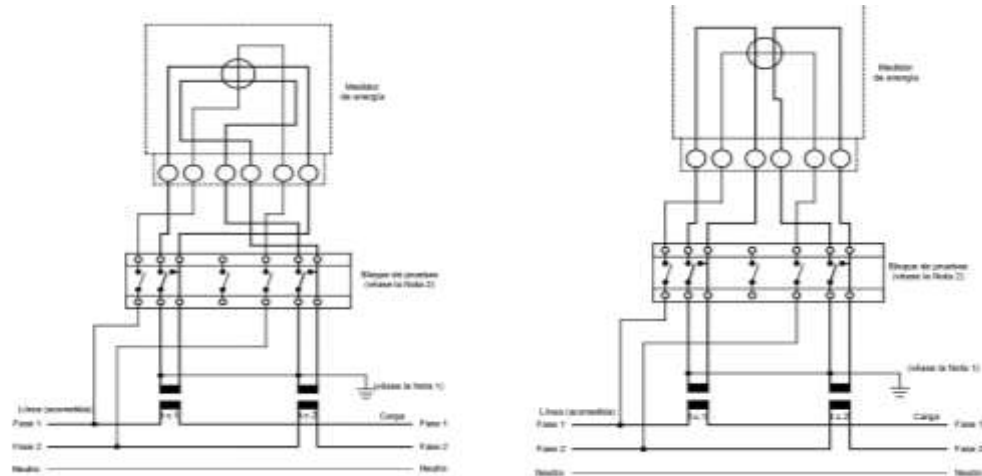 Medidor
de energía
Bloque de pruebas
(véase la Nota 2)
(véase la Nota 1)
Línea (acometida)
Carga
Fase 1
Fase 1
Fase 2
Fase 2
Neutro
Neutro
Medidor
de energía
Bloque de pruebas
(véase la Nota 2)
(véase la Nota 1)
Línea (acometida)
Carga
Fase 1
Fase 1
Fase 2
Fase 2
Neutro
Neutro